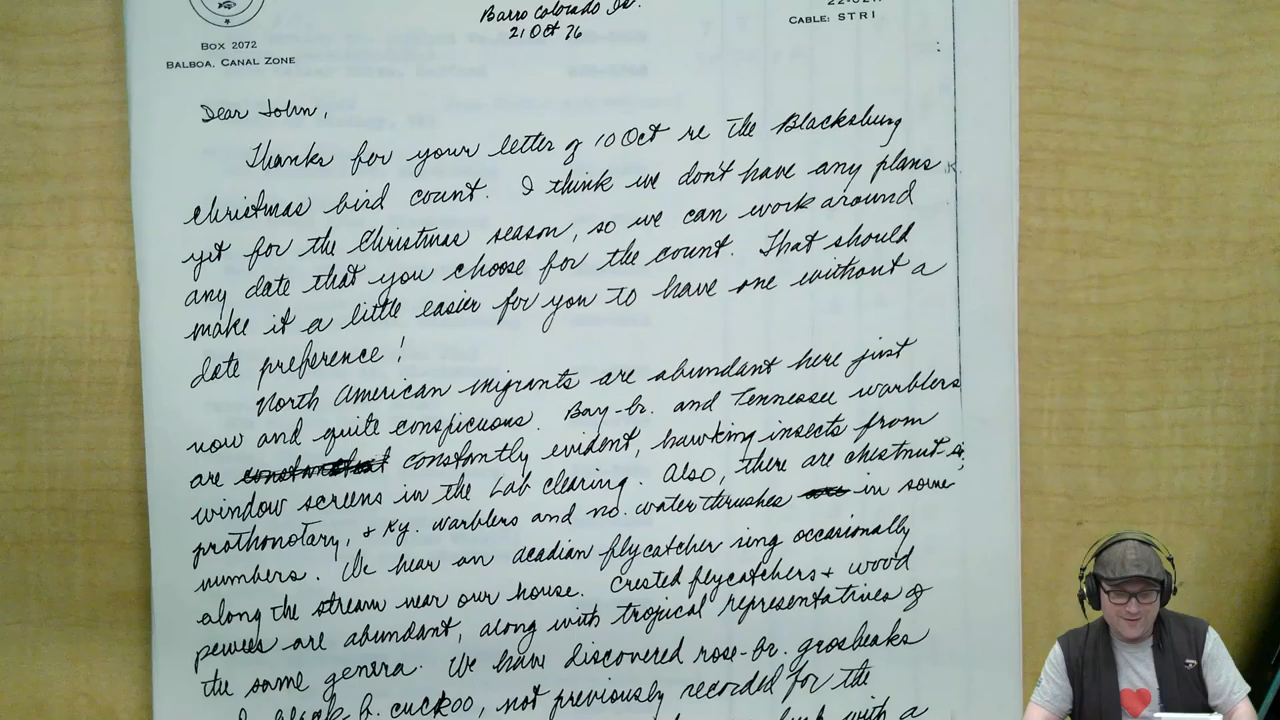 Box 2072
Balboa, Canal Zone
Barro Colorado Is.
21 Oct 76
Cable: STRI
Dear John,
Thanks for your letter of 10 Oct re the Blacksburg
Christmas bird count. I think we don't have any plans
yet for the Christmas season, so we can work around
any date that you choose for the count. That should
make it a little easier for you to have one without a
date preference!
North American migrants are abundant here just
now and quite conspicuous. Bay-br. and Tennessee warblers
are constantly evident, hawking insects from
window screens in the Lab clearing. Also, there are chestnut-s,
prothonotary, & Ky. warblers and no. waterthrushes are in some
numbers. We hear an acadian flycatcher sing occasionally
along the stream near our house. Crested flycatchers & wood
pewees are abundant, along with tropical representatives of
the same genera. We have discovered rose-br. grosbeaks
black-b. cuckoo, not previously recorded for the
with a